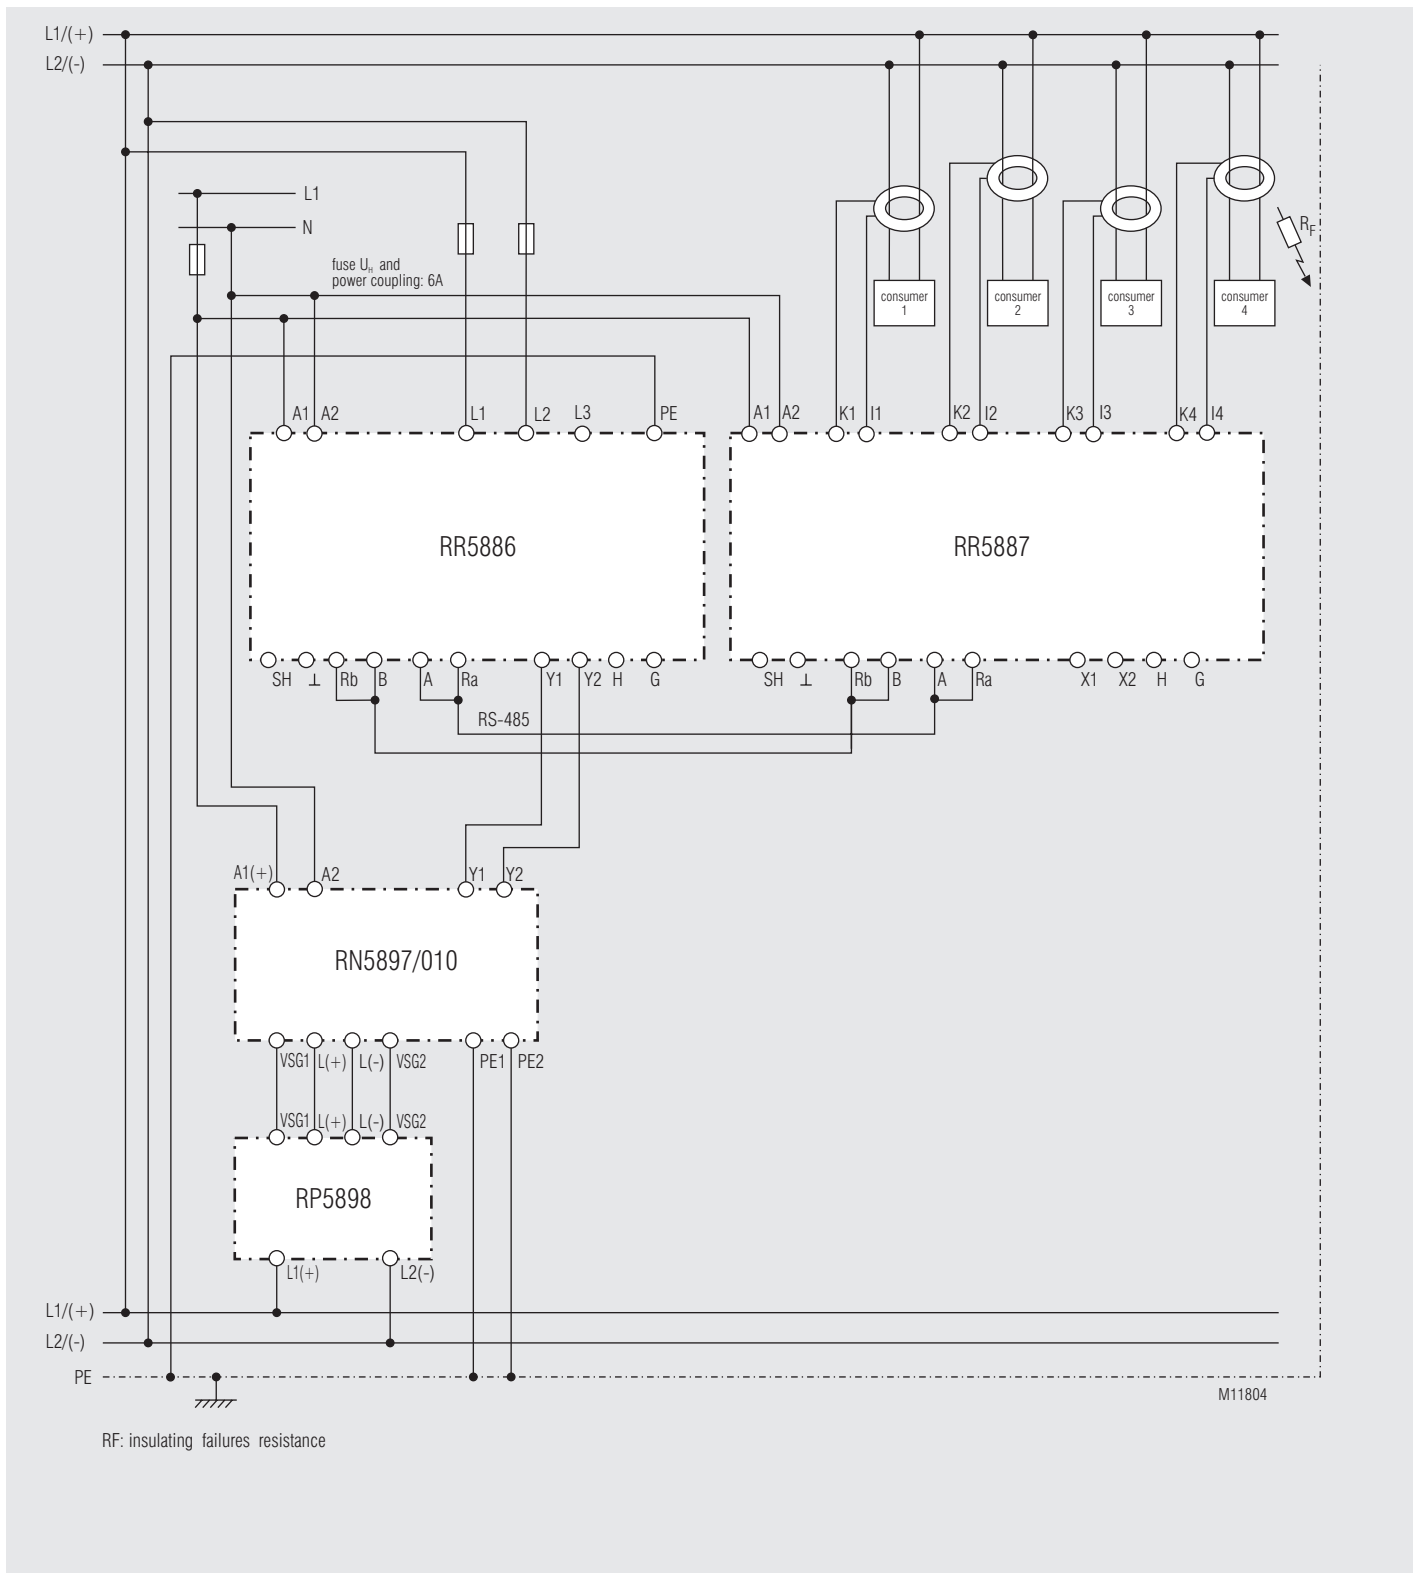 L1/(+)
L2/(-)
L1
N
fuse UH and
power coupling: 6A
RF
consumer
1
consumer
2
consumer
3
consumer
4
A1 A2 L1 L2 L3 PE
A1 A2 K1 I1 K2 I2 K3 I3 K4 I4
RR5886
RR5887
SH ⊥ Rb B A Ra Y1 Y2 H G
SH ⊥ Rb B A Ra X1 X2 H G
RS-485
A1(+) A2 Y1 Y2
RN5897/010
VSG1 L(+) L(-) VSG2 PE1 PE2
VSG1 L(+) L(-) VSG2
RP5898
L1(+) L2(-)
L1/(+)
L2/(-)
PE
M11804
RF: insulating failures resistance